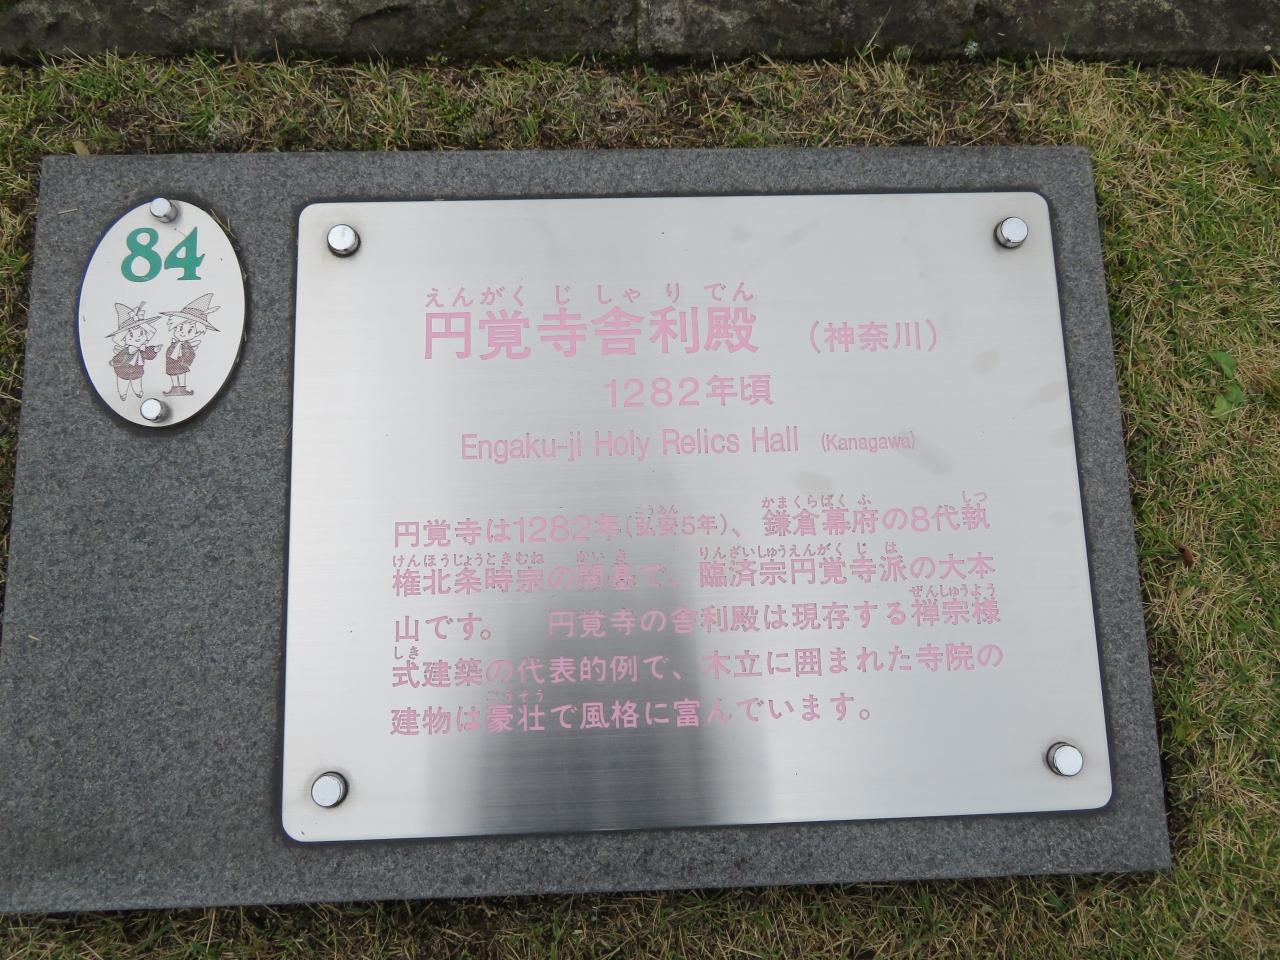 84
えんがくじしゃりでん
円覚寺舎利殿 （神奈川）
1282年頃
Engaku-ji Holy Relics Hall (Kanagawa)
こうあん かまくらばくふ しつ
円覚寺は1282年（弘安5年）、鎌倉幕府の8代執
けんほうじょうときむね かいき りんざいしゅうえんがくじは
権北条時宗の開基で、臨済宗円覚寺派の大本
ぜんしゅうよう
山です。 円覚寺の舎利殿は現存する禅宗様
しき
式建築の代表的例で、木立に囲まれた寺院の
ごうそう
建物は豪壮で風格に富んでいます。